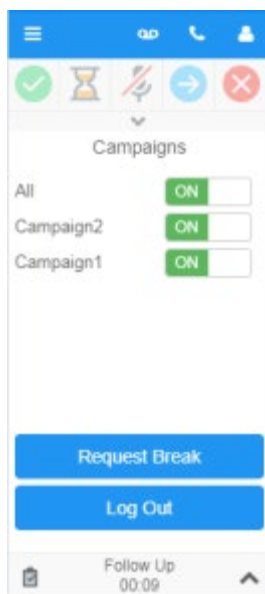 Campaigns
All ON
Campaign2 ON
Campaign1 ON
Request Break
Log Out
Follow Up
00:09